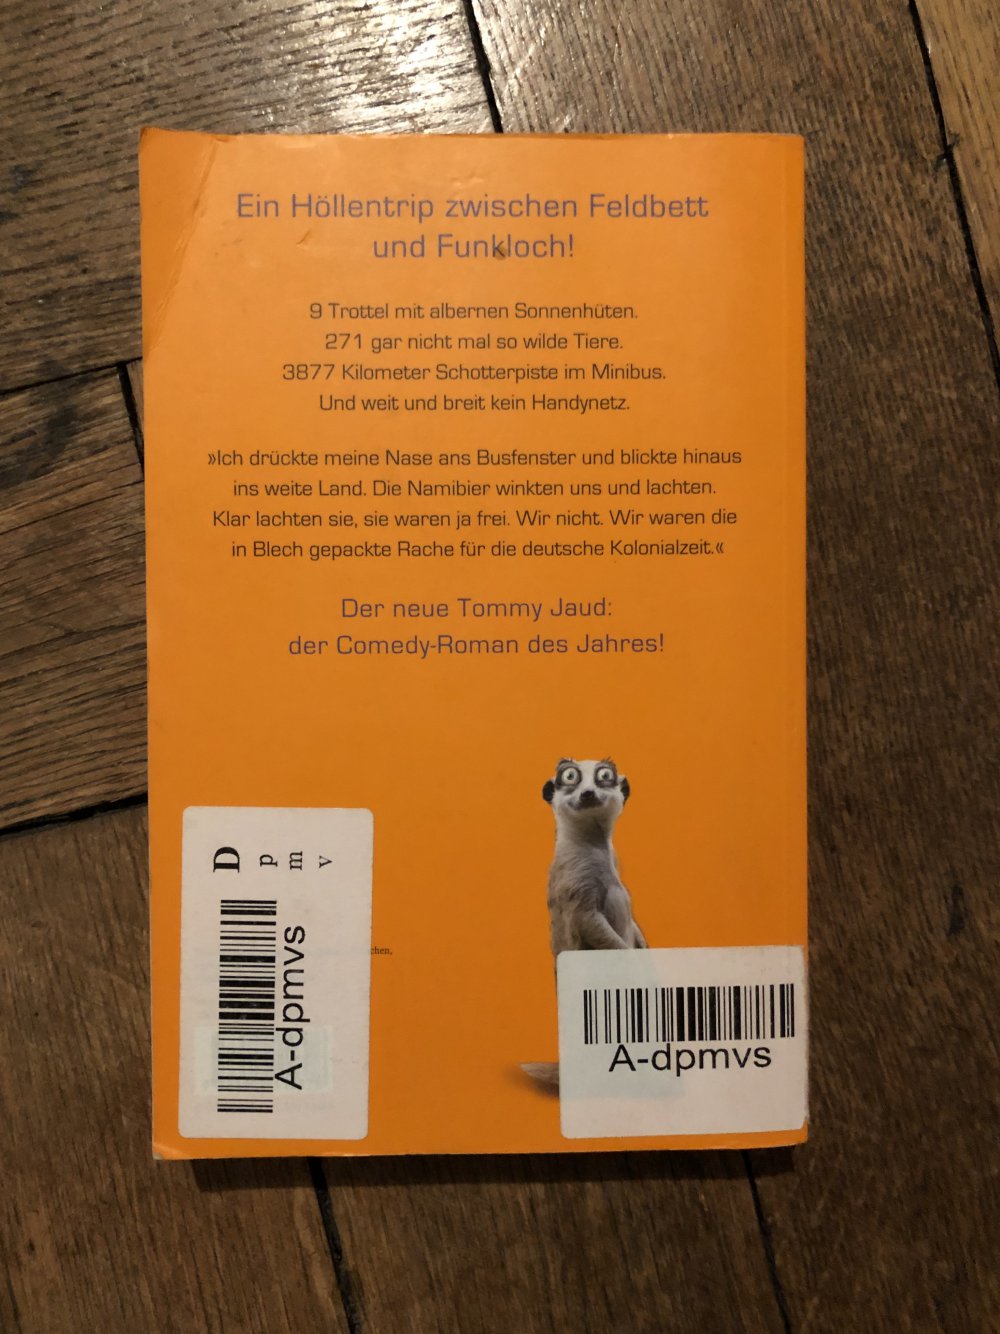 Ein Höllentrip zwischen Feldbett
und Funkloch!
9 Trottel mit albernen Sonnenhüten.
271 gar nicht mal so wilde Tiere.
3877 Kilometer Schotterpiste im Minibus.
Und weit und breit kein Handynetz.
»Ich drückte meine Nase ans Busfenster und blickte hinaus
ins weite Land. Die Namibier winkten uns und lachten.
Klar lachten sie, sie waren ja frei. Wir nicht. Wir waren die
in Blech gepackte Rache für die deutsche Kolonialzeit.«
Der neue Tommy Jaud:
der Comedy-Roman des Jahres!
D
p
m
v
A-dpmvs
chen,
A-dpmvs